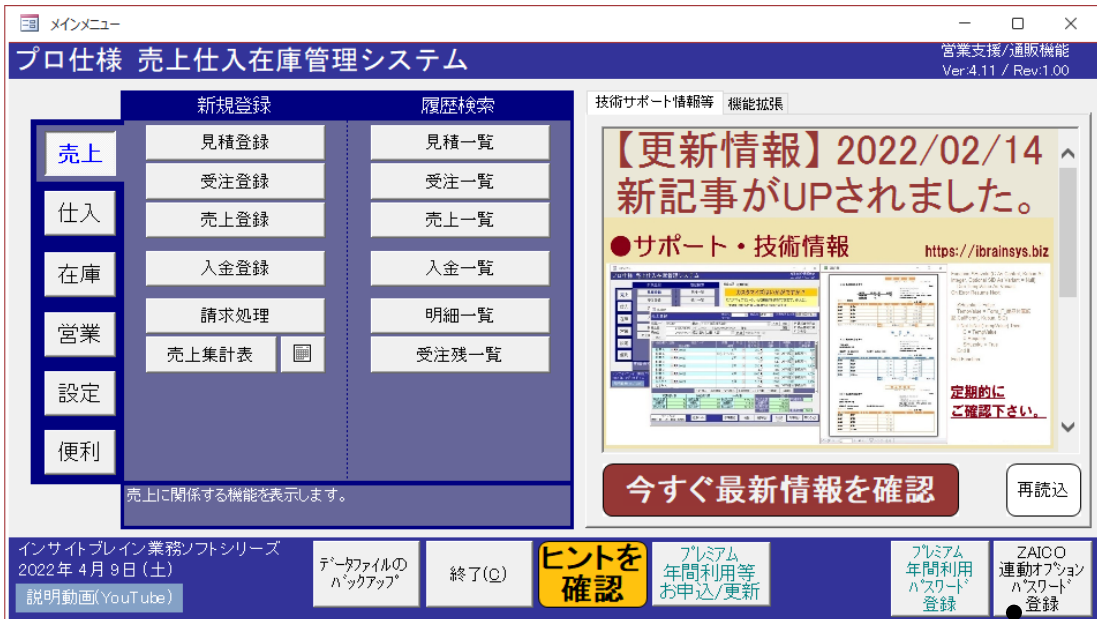 メインメニュー
プロ仕様 売上仕入在庫管理システム
営業支援/通販機能
Ver:4.11 / Rev:1.00
新規登録
履歴検索
売上
仕入
在庫
営業
設定
便利
見積登録
見積一覧
受注登録
受注一覧
売上登録
売上一覧
入金登録
入金一覧
請求処理
明細一覧
売上集計表
受注残一覧
売上に関係する機能を表示します。
技術サポート情報等
機能拡張
【更新情報】2022/02/14
新記事がUPされました。
●サポート・技術情報
https://ibrainsys.biz
定期的に
ご確認下さい。
今すぐ最新情報を確認
再読込
インサイトブレイン業務ソフトシリーズ
2022年 4月 9日 (土)
説明動画(YouTube)
データファイルの
バックアップ
終了(C)
ヒントを
確認
プレミアム
年間利用等
お申込/更新
プレミアム
年間利用
パスワード
登録
ZAICO
連動オプション
パスワード
登録